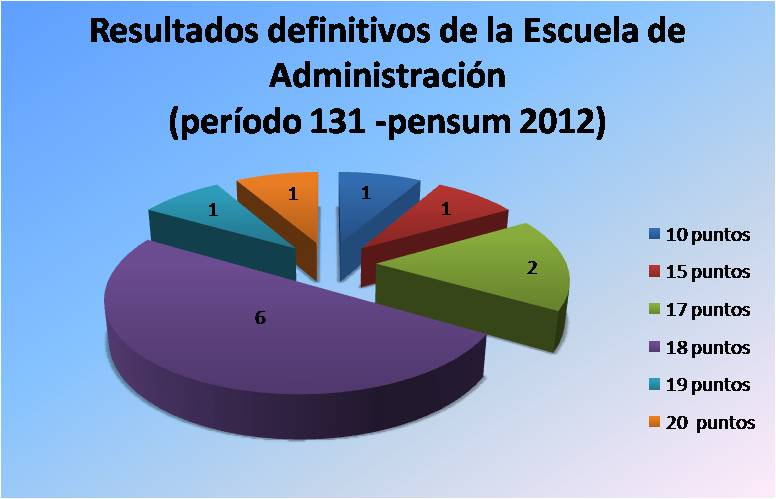 Resultados definitivos de la Escuela de
Administración
(período 131 -pensum 2012)
1
1
1
1
2
6
10 puntos
15 puntos
17 puntos
18 puntos
19 puntos
20 puntos